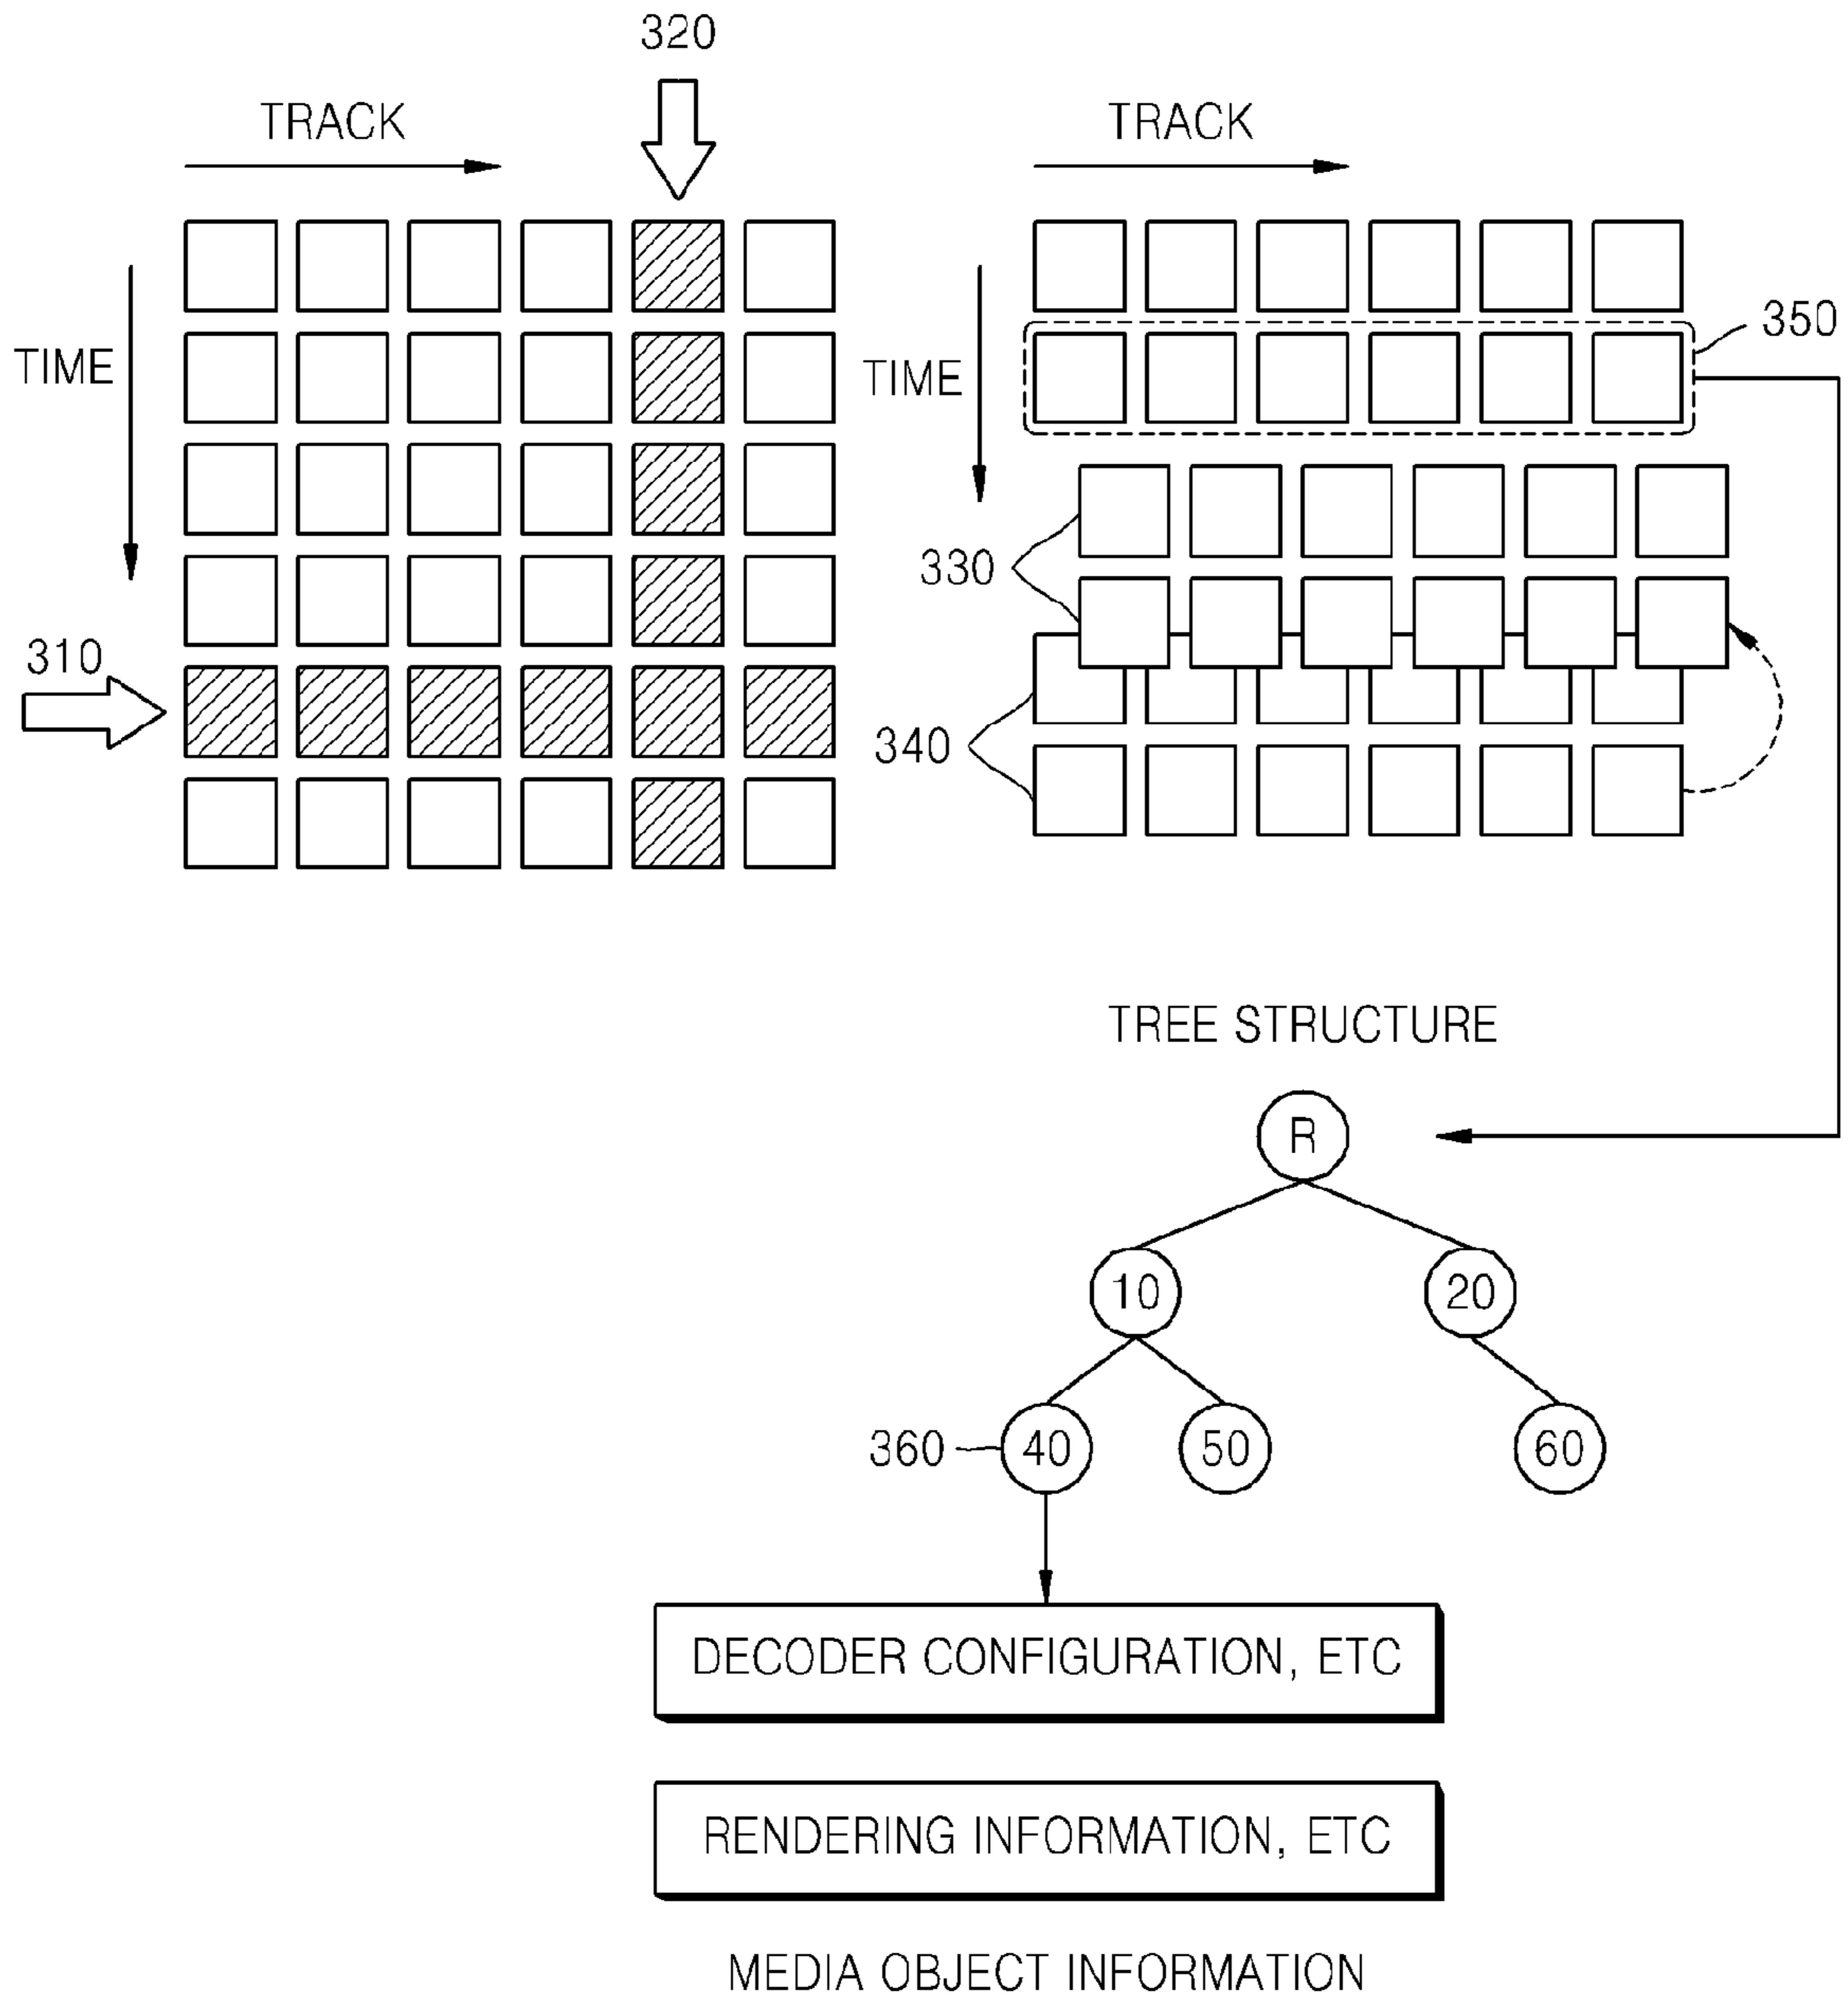 320
TRACK
TRACK
350
TIME
TIME
330
310
340
TREE STRUCTURE
R
10
20
360
40
50
60
DECODER CONFIGURATION, ETC
RENDERING INFORMATION, ETC
MEDIA OBJECT INFORMATION